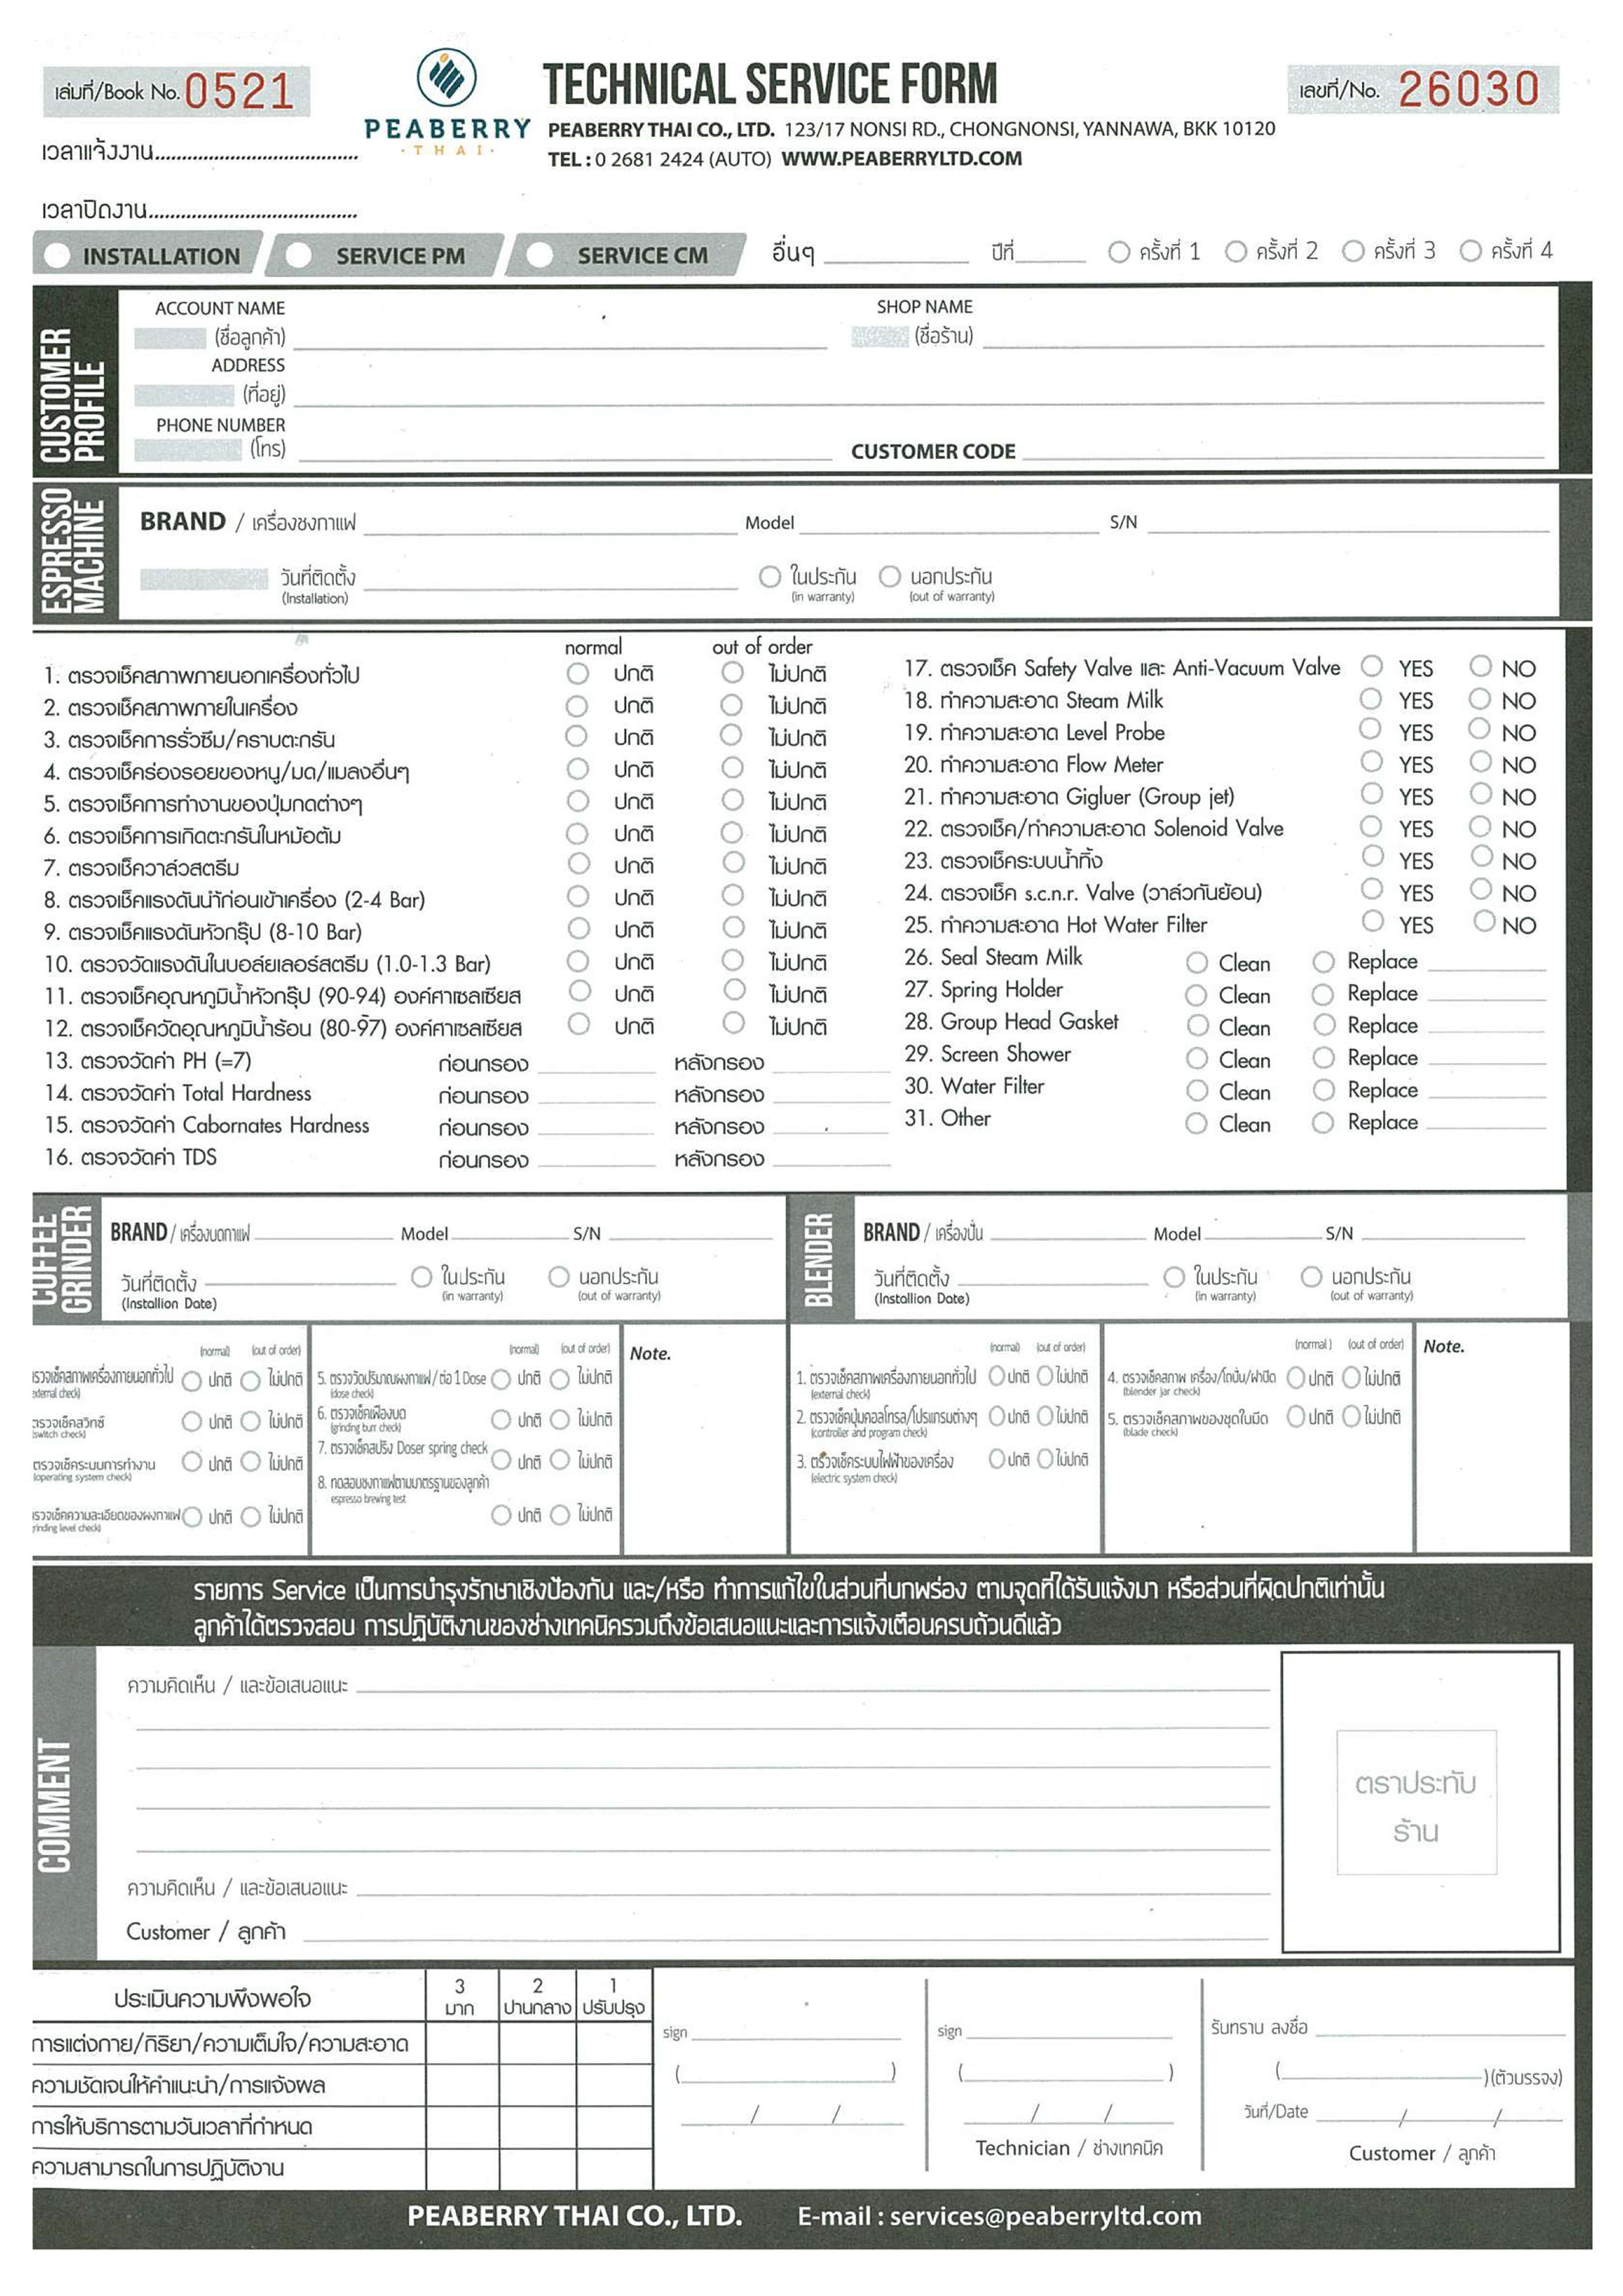 เล่มที่/Book No. 0521
PEABERRY
· T H A I ·
TECHNICAL SERVICE FORM
PEABERRY THAI CO., LTD. 123/17 NONSI RD., CHONGNONSI, YANNAWA, BKK 10120
TEL : 0 2681 2424 (AUTO) WWW.PEABERRYLTD.COM
เลขที่/No. 26030
เวลาแจ้งงาน
เวลาปิดงาน
INSTALLATION SERVICE PM SERVICE CM อื่นๆ ปีที่ ครั้งที่ 1 ครั้งที่ 2 ครั้งที่ 3 ครั้งที่ 4
CUSTOMER PROFILE
ACCOUNT NAME SHOP NAME
(ชื่อลูกค้า) (ชื่อร้าน)
ADDRESS
(ที่อยู่)
PHONE NUMBER
(โทร) CUSTOMER CODE
ESPRESSO MACHINE
BRAND / เครื่องชงกาแฟ Model S/N
วันที่ติดตั้ง ในประกัน นอกประกัน
(Installation) (in warranty) (out of warranty)
normal out of order
1. ตรวจเช็คสภาพภายนอกเครื่องทั่วไป ปกติ ไม่ปกติ
2. ตรวจเช็คสภาพภายในเครื่อง ปกติ ไม่ปกติ
3. ตรวจเช็คการรั่วซึม/คราบตะกรัน ปกติ ไม่ปกติ
4. ตรวจเช็คร่องรอยของหนู/มด/แมลงอื่นๆ ปกติ ไม่ปกติ
5. ตรวจเช็คการทำงานของปุ่มกดต่างๆ ปกติ ไม่ปกติ
6. ตรวจเช็คการเกิดตะกรันในหม้อต้ม ปกติ ไม่ปกติ
7. ตรวจเช็ควาล์วสตรีม ปกติ ไม่ปกติ
8. ตรวจเช็คแรงดันน้ำก่อนเข้าเครื่อง (2-4 Bar) ปกติ ไม่ปกติ
9. ตรวจเช็คแรงดันหัวกรุ๊ป (8-10 Bar) ปกติ ไม่ปกติ
10. ตรวจวัดแรงดันในบอล์ยเลอร์สตรีม (1.0-1.3 Bar) ปกติ ไม่ปกติ
11. ตรวจเช็คอุณหภูมิน้ำหัวกรุ๊ป (90-94) องค์ศาเซลเซียส ปกติ ไม่ปกติ
12. ตรวจเช็ควัดอุณหภูมิน้ำร้อน (80-97) องค์ศาเซลเซียส ปกติ ไม่ปกติ
13. ตรวจวัดค่า PH (=7) ก่อนกรอง หลังกรอง
14. ตรวจวัดค่า Total Hardness ก่อนกรอง หลังกรอง
15. ตรวจวัดค่า Cabornates Hardness ก่อนกรอง หลังกรอง
16. ตรวจวัดค่า TDS ก่อนกรอง หลังกรอง
17. ตรวจเช็ค Safety Valve และ Anti-Vacuum Valve YES NO
18. ทำความสะอาด Steam Milk YES NO
19. ทำความสะอาด Level Probe YES NO
20. ทำความสะอาด Flow Meter YES NO
21. ทำความสะอาด Gigluer (Group jet) YES NO
22. ตรวจเช็ค/ทำความสะอาด Solenoid Valve YES NO
23. ตรวจเช็คระบบน้ำทิ้ง YES NO
24. ตรวจเช็ค s.c.n.r. Valve (วาล์วกันย้อน) YES NO
25. ทำความสะอาด Hot Water Filter YES NO
26. Seal Steam Milk Clean Replace
27. Spring Holder Clean Replace
28. Group Head Gasket Clean Replace
29. Screen Shower Clean Replace
30. Water Filter Clean Replace
31. Other Clean Replace
COFFEE GRINDER
BRAND / เครื่องบดกาแฟ Model S/N
วันที่ติดตั้ง ในประกัน นอกประกัน
(Installion Date) (in warranty) (out of warranty)
BLENDER
BRAND / เครื่องปั่น Model S/N
วันที่ติดตั้ง ในประกัน นอกประกัน
(Installion Date) (in warranty) (out of warranty)
(normal) (out of order)
รวจเช็คสภาพเครื่องภายนอกทั่วไป ปกติ ไม่ปกติ
xternal check)
ตรวจเช็คสวิทซ์ ปกติ ไม่ปกติ
(switch check)
ตรวจเช็คระบบการทำงาน ปกติ ไม่ปกติ
(operating system check)
รวจเช็คความละเอียดของผงกาแฟ ปกติ ไม่ปกติ
rinding level check)
(normal) (out of order)
5. ตรวจวัดปริมาณผงกาแฟ/ ต่อ 1 Dose ปกติ ไม่ปกติ
(dose check)
6. ตรวจเช็คเฟืองบด ปกติ ไม่ปกติ
(grinding burr check)
7. ตรวจเช็คสปริง Doser spring check ปกติ ไม่ปกติ
8. ทดสอบชงกาแฟตามมาตรฐานของลูกค้า
espresso brewing test
ปกติ ไม่ปกติ
Note.
(normal) (out of order)
1. ตรวจเช็คสภาพเครื่องภายนอกทั่วไป ปกติ ไม่ปกติ
(external check)
2. ตรวจเช็คปุ่มคอลโทรล/โปรแกรมต่างๆ ปกติ ไม่ปกติ
(controller and program check)
3. ตรวจเช็คระบบไฟฟ้าของเครื่อง ปกติ ไม่ปกติ
(electric system check)
(normal ) (out of order)
4. ตรวจเช็คสภาพ เครื่อง/โถปั่น/ฝาปิด ปกติ ไม่ปกติ
(blender jar check)
5. ตรวจเช็คสภาพของชุดใบมีด ปกติ ไม่ปกติ
(blade check)
Note.
รายการ Service เป็นการบำรุงรักษาเชิงป้องกัน และ/หรือ ทำการแก้ไขในส่วนที่บกพร่อง ตามจุดที่ได้รับแจ้งมา หรือส่วนที่ผิดปกติเท่านั้น
ลูกค้าได้ตรวจสอบ การปฏิบัติงานของช่างเทคนิครวมถึงข้อเสนอแนะและการแจ้งเตือนครบถ้วนดีแล้ว
COMMENT
ความคิดเห็น / และข้อเสนอแนะ
ตราประทับ
ร้าน
ความคิดเห็น / และข้อเสนอแนะ
Customer / ลูกค้า
ประเมินความพึงพอใจ 3 มาก 2 ปานกลาง 1 ปรับปรุง
การแต่งกาย/กิริยา/ความเต็มใจ/ความสะอาด
ความชัดเจนให้คำแนะนำ/การแจ้งผล
การให้บริการตามวันเวลาที่กำหนด
ความสามารถในการปฏิบัติงาน
sign
( )
/ /
sign
( )
/ /
Technician / ช่างเทคนิค
รับทราบ ลงชื่อ
( ) (ตัวบรรจง)
วันที่/Date / /
Customer / ลูกค้า
PEABERRY THAI CO., LTD. E-mail : services@peaberryltd.com